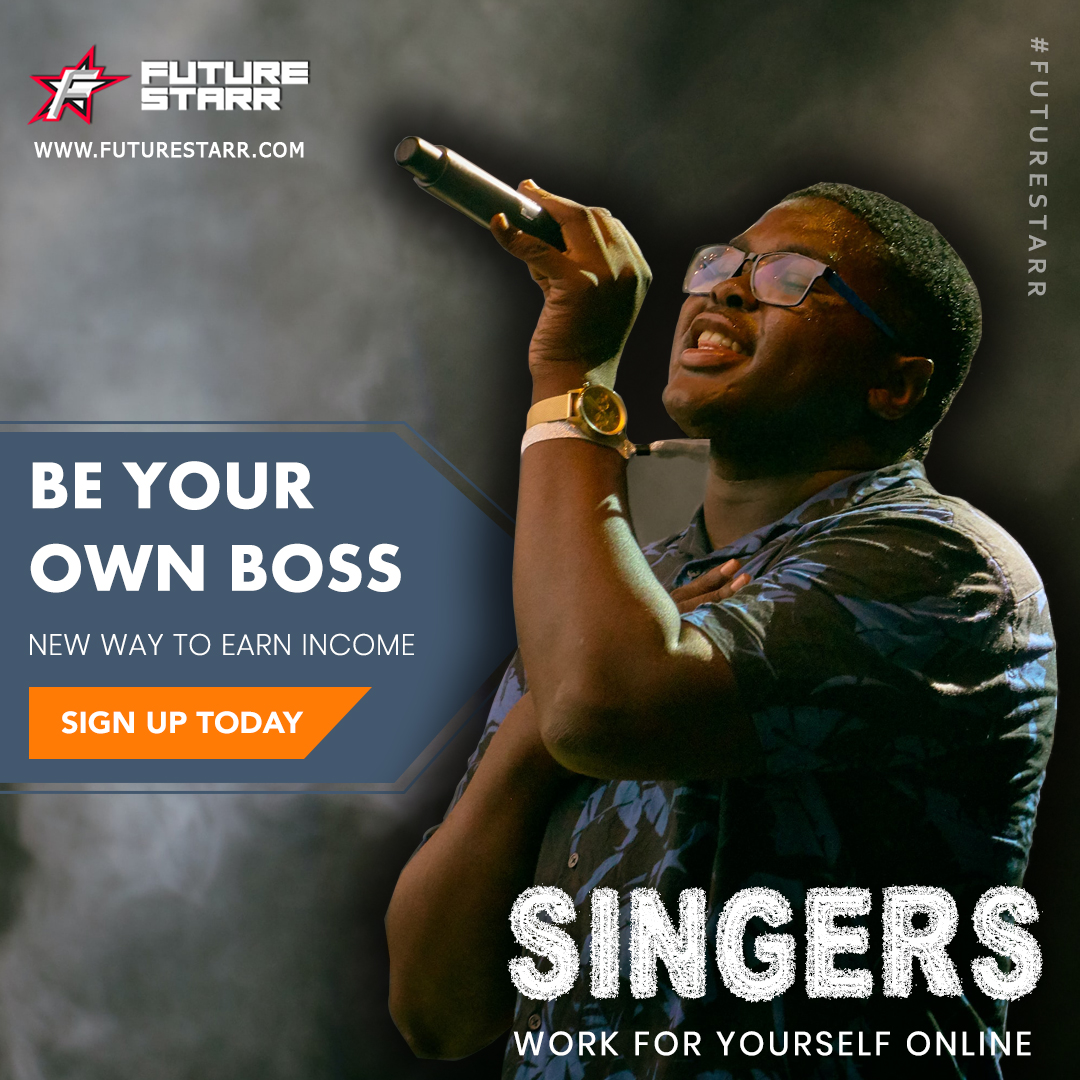 FUTURE
STARR
WWW.FUTURESTARR.COM
#FUTURESTARR
BE YOUR
OWN BOSS
NEW WAY TO EARN INCOME
SIGN UP TODAY
SINGERS
WORK FOR YOURSELF ONLINE